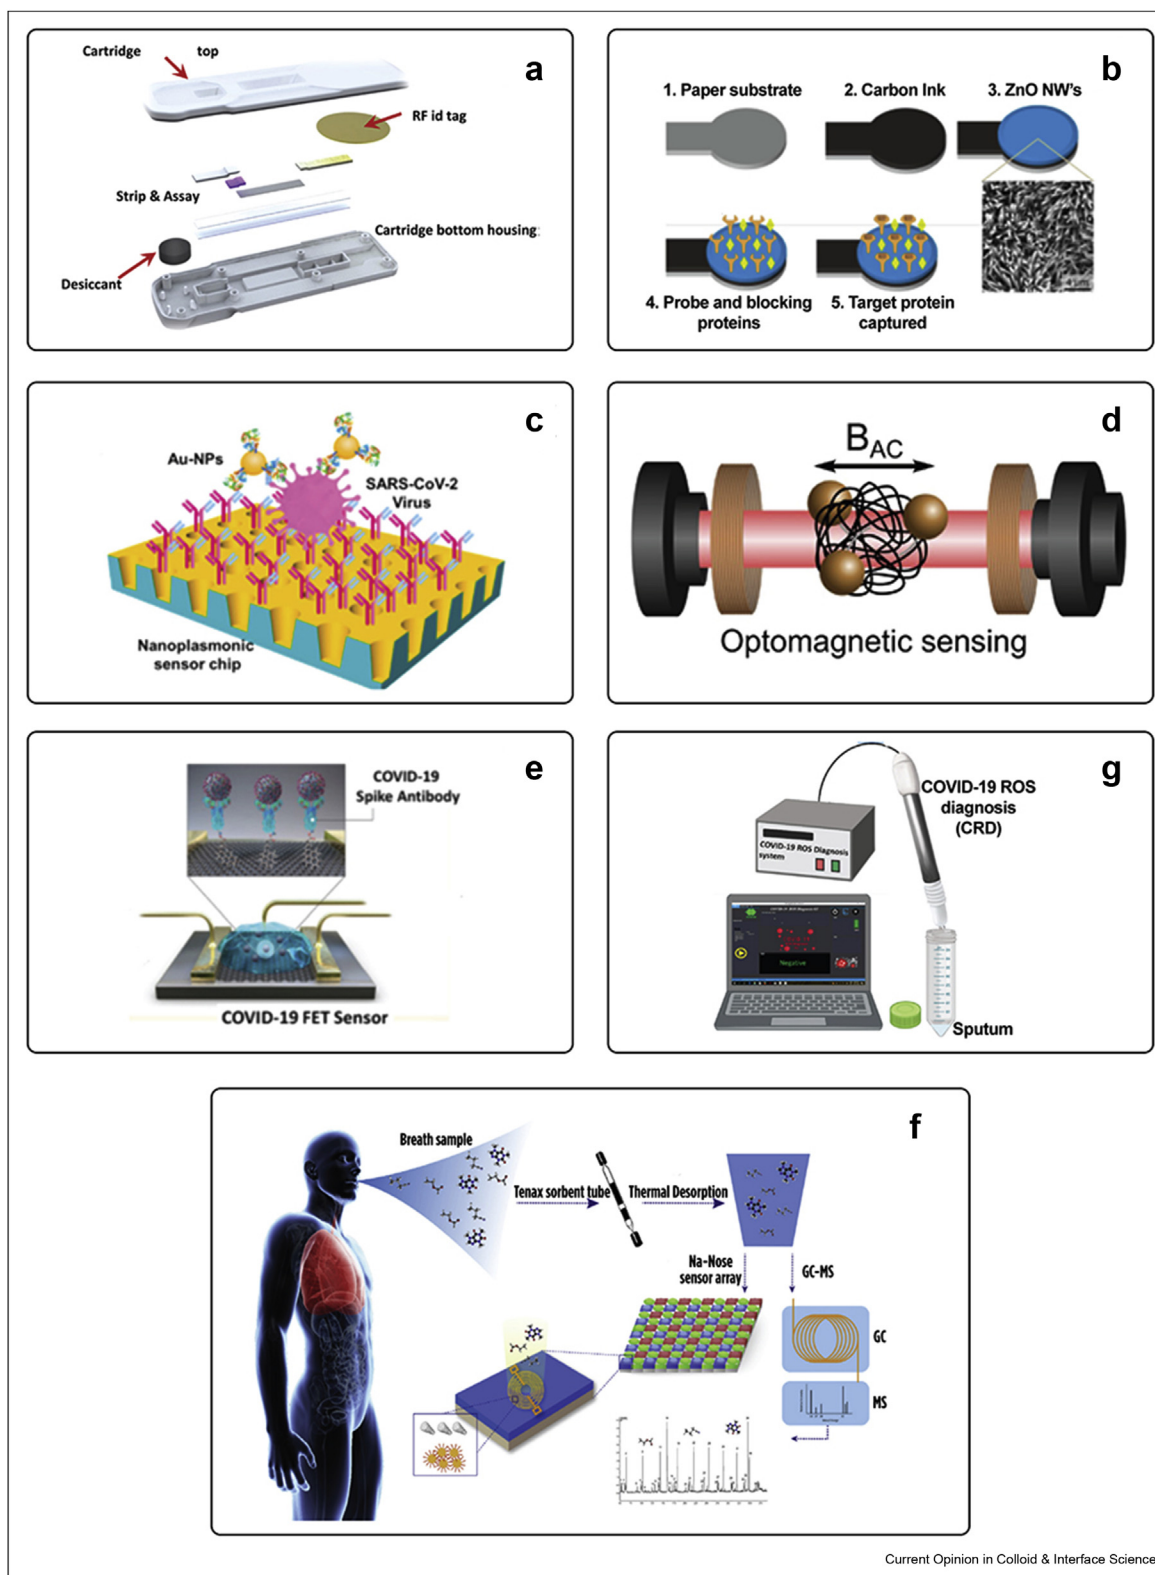 Cartridge top
a
RF id tag
Strip & Assay
Cartridge bottom housing
Desiccant
b
1. Paper substrate
2. Carbon Ink
3. ZnO NW's
4. Probe and blocking
proteins
5. Target protein
captured
c
Au-NPs
SARS-CoV-2
Virus
Nanoplasmonic
sensor chip
d
BAC
Optomagnetic sensing
e
COVID-19
Spike Antibody
COVID-19 FET Sensor
g
COVID-19 ROS
diagnosis
(CRD)
COVID-19 ROS Diagnosis
system
Negative
Sputum
f
Breath sample
Tenax sorbent tube
Thermal Desorption
Na-Nose
sensor array
GC-MS
GC
MS
Current Opinion in Colloid & Interface Science